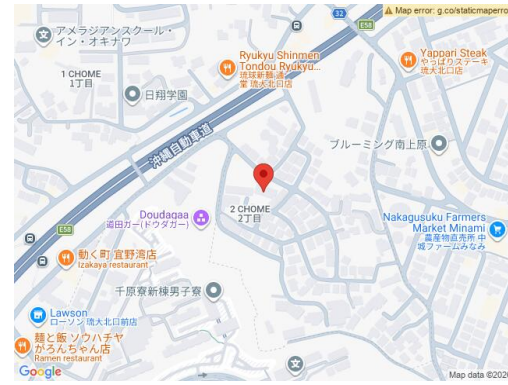 Map error: g.co/staticmaperro
アメラジアンスクール・
イン・オキナワ
32
E58
Ryukyu Shinmen
Tondou Ryukyu...
琉球新麺 通
堂 琉大北口店
Yappari Steak
やっぱりステーキ
琉大北口店
1 CHOME
1丁目
日翔学園
沖縄自動車道
ブルーミング南上原
Doudagaa
道田ガー(ドウダガー)
2 CHOME
2丁目
Nakagusuku Farmers
Market Minami
農産物直売所 中
城ファームみなみ
E58
動く町 宜野湾店
Izakaya restaurant
千原寮新棟男子寮
Lawson
ローソン 琉大北口前店
麺と飯 ソウハチヤ
がろんちゃん店
Ramen restaurant
Google
Map data ©2026